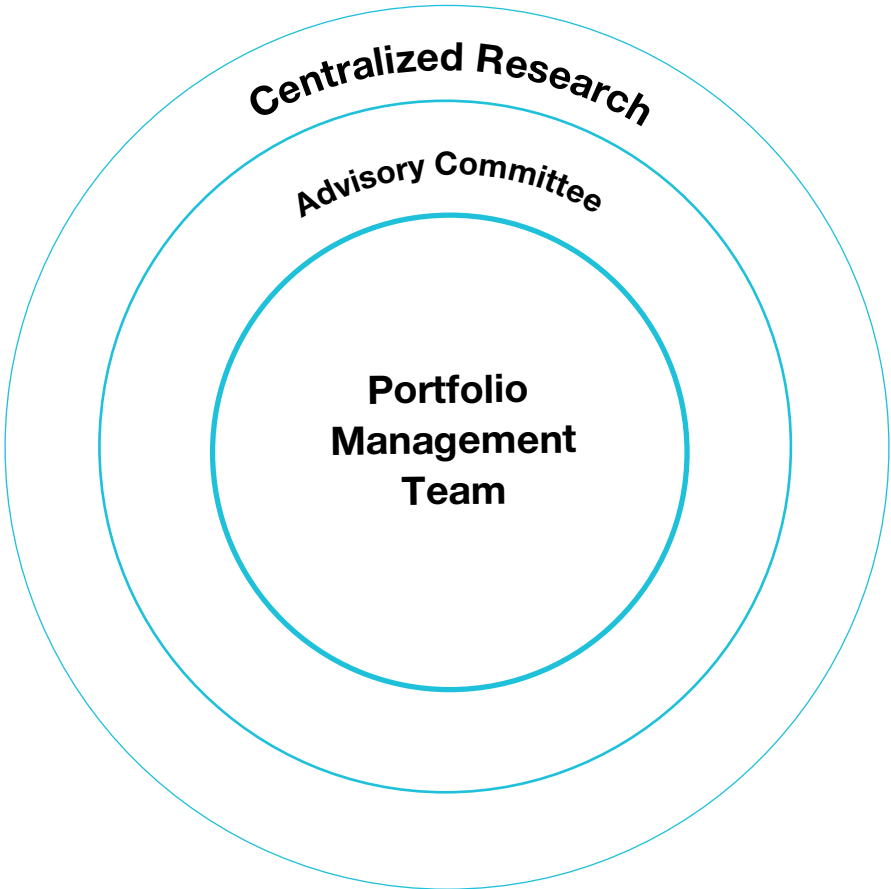 Centralized Research
Advisory Committee
Portfolio
Management
Team